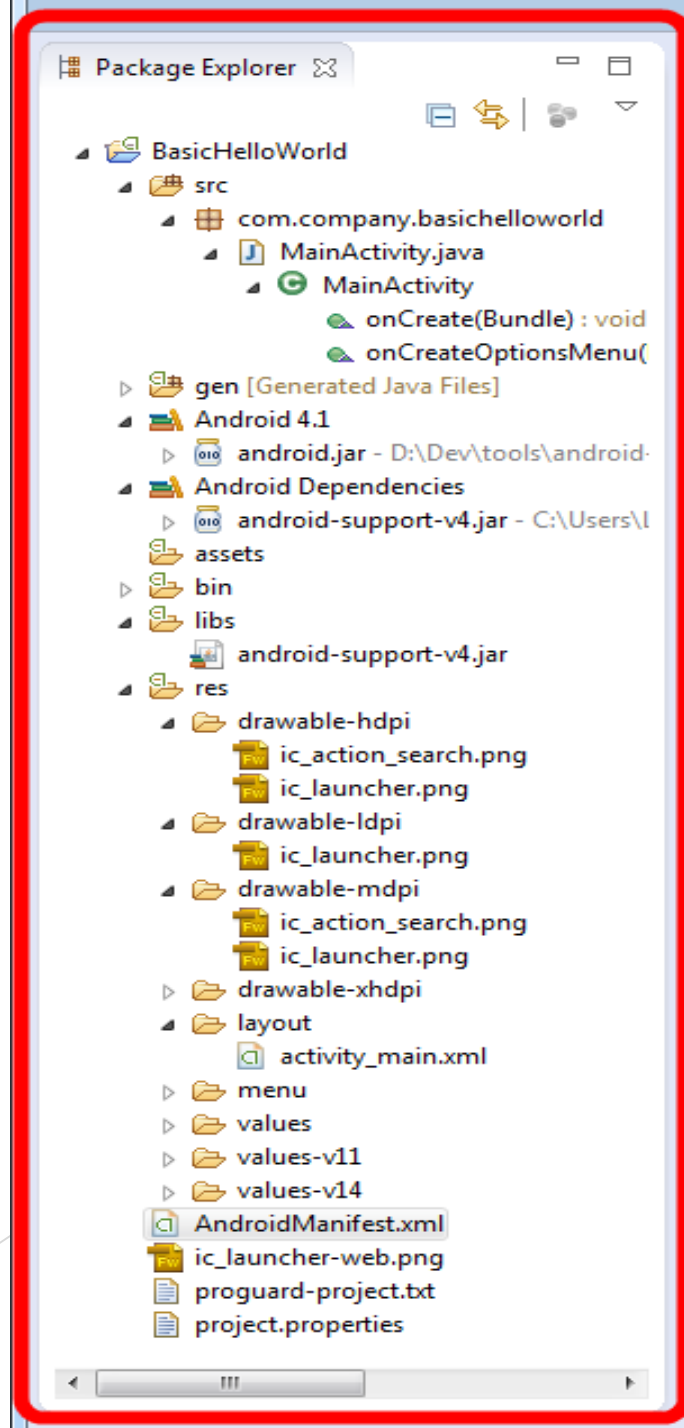 Package Explorer
BasicHelloWorld
src
com.company.basichelloworld
MainActivity.java
MainActivity
onCreate(Bundle) : void
onCreateOptionsMenu(
gen [Generated Java Files]
Android 4.1
android.jar - D:\Dev\tools\android-
Android Dependencies
android-support-v4.jar - C:\Users\L
assets
bin
libs
android-support-v4.jar
res
drawable-hdpi
ic_action_search.png
ic_launcher.png
drawable-ldpi
ic_launcher.png
drawable-mdpi
ic_action_search.png
ic_launcher.png
drawable-xhdpi
layout
activity_main.xml
menu
values
values-v11
values-v14
AndroidManifest.xml
ic_launcher-web.png
proguard-project.txt
project.properties